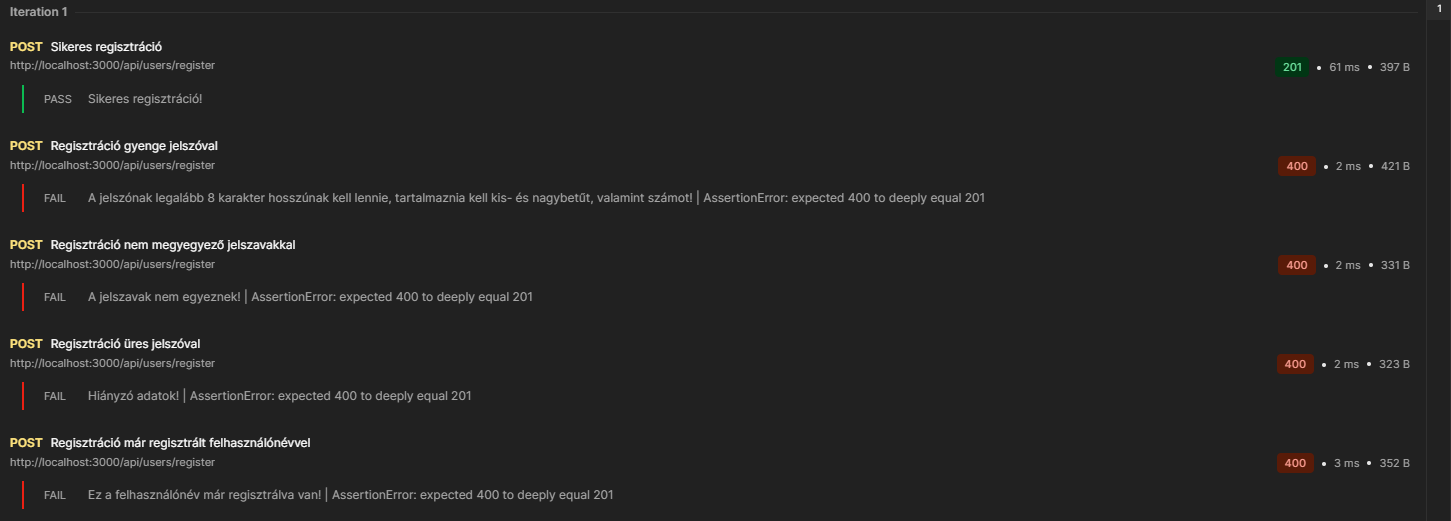 Iteration 1
1
POST Sikeres regisztráció
http://localhost:3000/api/users/register
201 • 61 ms • 397 B
PASS Sikeres regisztráció!
POST Regisztráció gyenge jelszóval
http://localhost:3000/api/users/register
400 • 2 ms • 421 B
FAIL A jelszónak legalább 8 karakter hosszúnak kell lennie, tartalmaznia kell kis- és nagybetűt, valamint számot! | AssertionError: expected 400 to deeply equal 201
POST Regisztráció nem megyegyező jelszavakkal
http://localhost:3000/api/users/register
400 • 2 ms • 331 B
FAIL A jelszavak nem egyeznek! | AssertionError: expected 400 to deeply equal 201
POST Regisztráció üres jelszóval
http://localhost:3000/api/users/register
400 • 2 ms • 323 B
FAIL Hiányzó adatok! | AssertionError: expected 400 to deeply equal 201
POST Regisztráció már regisztrált felhasználónévvel
http://localhost:3000/api/users/register
400 • 3 ms • 352 B
FAIL Ez a felhasználónév már regisztrálva van! | AssertionError: expected 400 to deeply equal 201